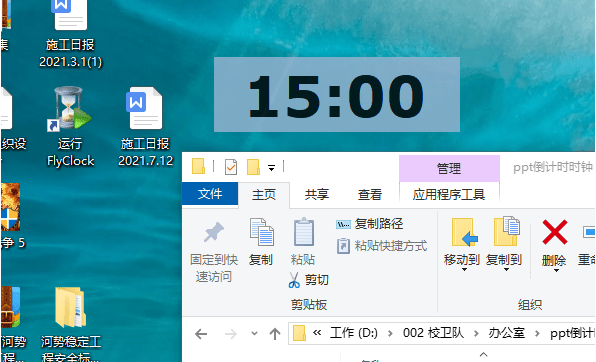 集
施工日报
2021.3.1(1)
织设
运行
FlyClock
施工日报
2021.7.12
争 5
河势
河势稳定工
程安全标...
15:00
管理
ppt倒计时时钟
文件
主页
共享
查看
应用程序工具
固定到快
速访问
复制
粘贴
复制路径
粘贴快捷方式
剪切
剪贴板
移动到
复制到
删除
重命
组织
« 工作 (D:) › 002 校卫队 › 办公室 › ppt倒计